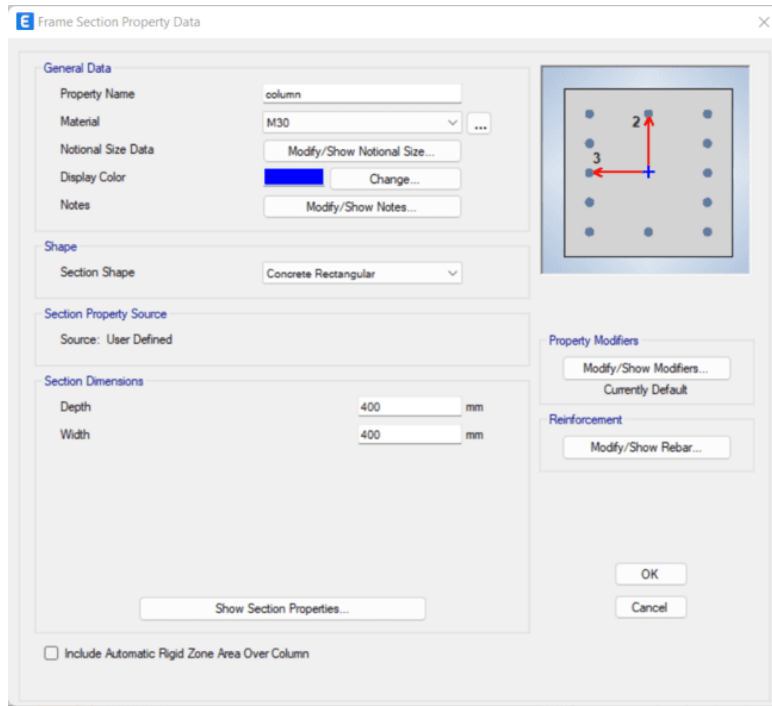 E Frame Section Property Data
General Data
Property Name column
Material M30 ...
Notional Size Data Modify/Show Notional Size...
Display Color Change...
Notes Modify/Show Notes...
2
3
Shape
Section Shape Concrete Rectangular
Section Property Source
Source: User Defined
Property Modifiers
Modify/Show Modifiers...
Currently Default
Section Dimensions
Depth 400 mm
Width 400 mm
Reinforcement
Modify/Show Rebar...
OK
Show Section Properties... Cancel
Include Automatic Rigid Zone Area Over Column